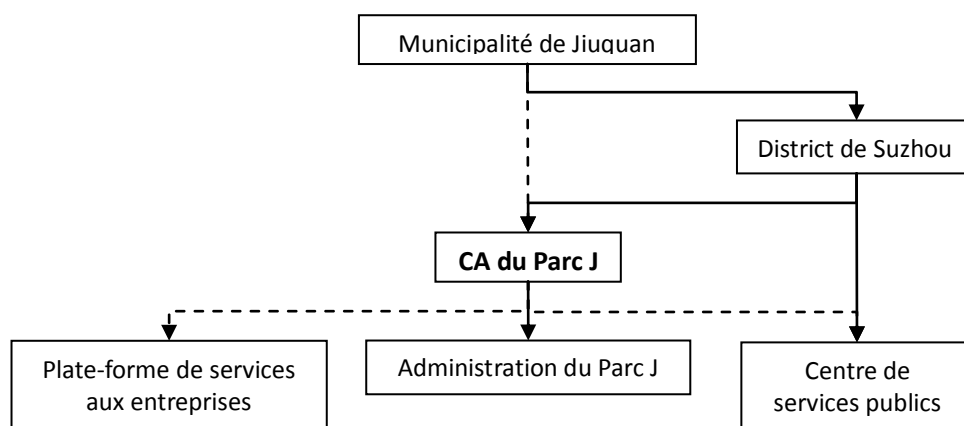 Municipalité de Jiuquan
District de Suzhou
CA du Parc J
Plate-forme de services
aux entreprises
Administration du Parc J
Centre de
services publics